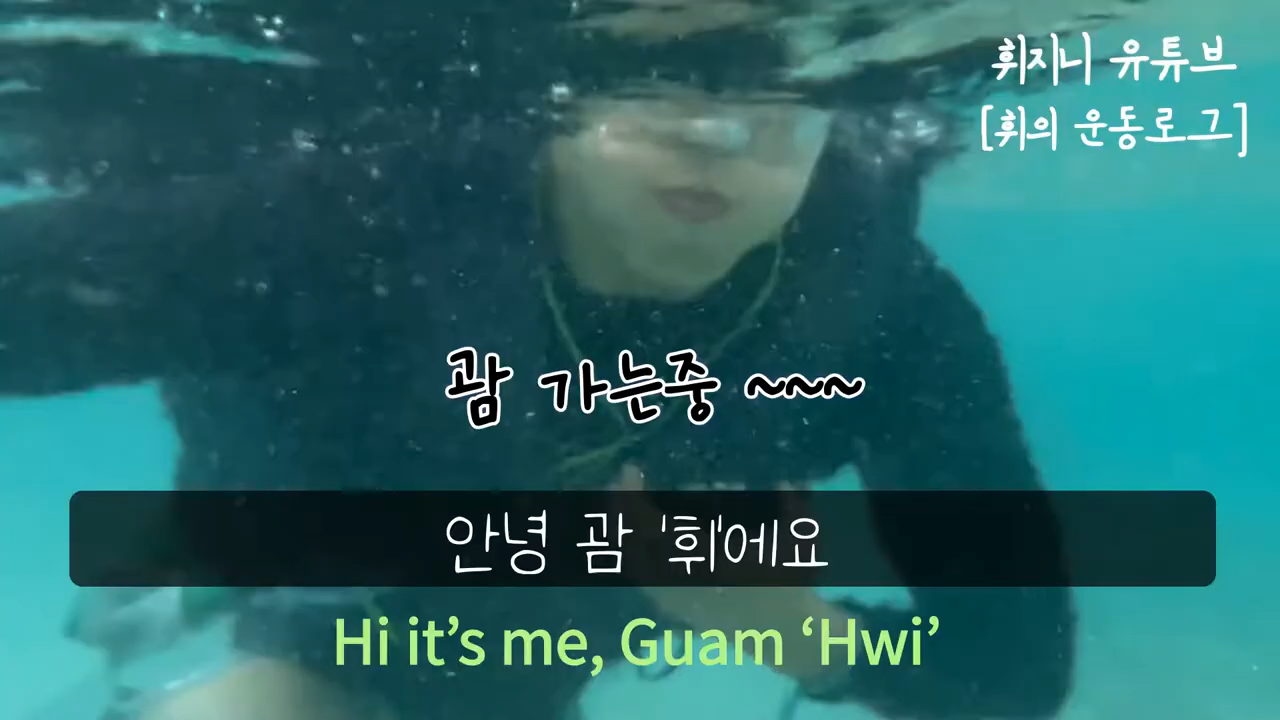 휘지니 유튜브
[휘의 운동로그]
괌 가는중 ~~~
안녕 괌 '휘'에요
Hi it's me, Guam ‘Hwi’